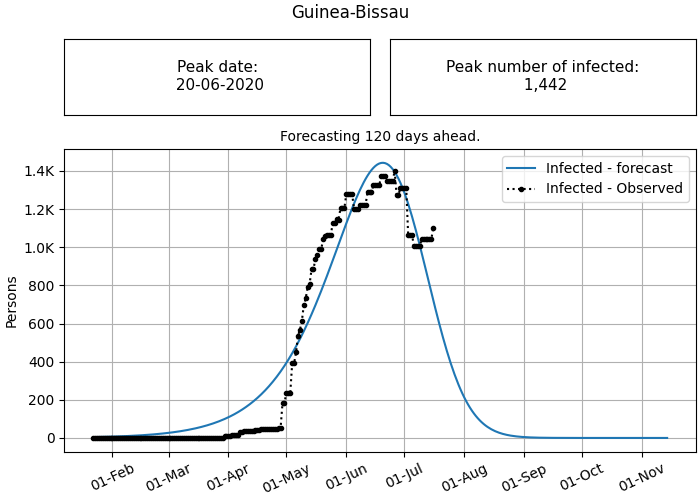 Guinea-Bissau
Peak date:
20-06-2020
Peak number of infected:
1,442
Forecasting 120 days ahead.
Infected - forecast
Infected - Observed
Persons
1.4K
1.2K
1.0K
800
600
400
200
0
01-Feb
01-Mar
01-Apr
01-May
01-Jun
01-Jul
01-Aug
01-Sep
01-Oct
01-Nov